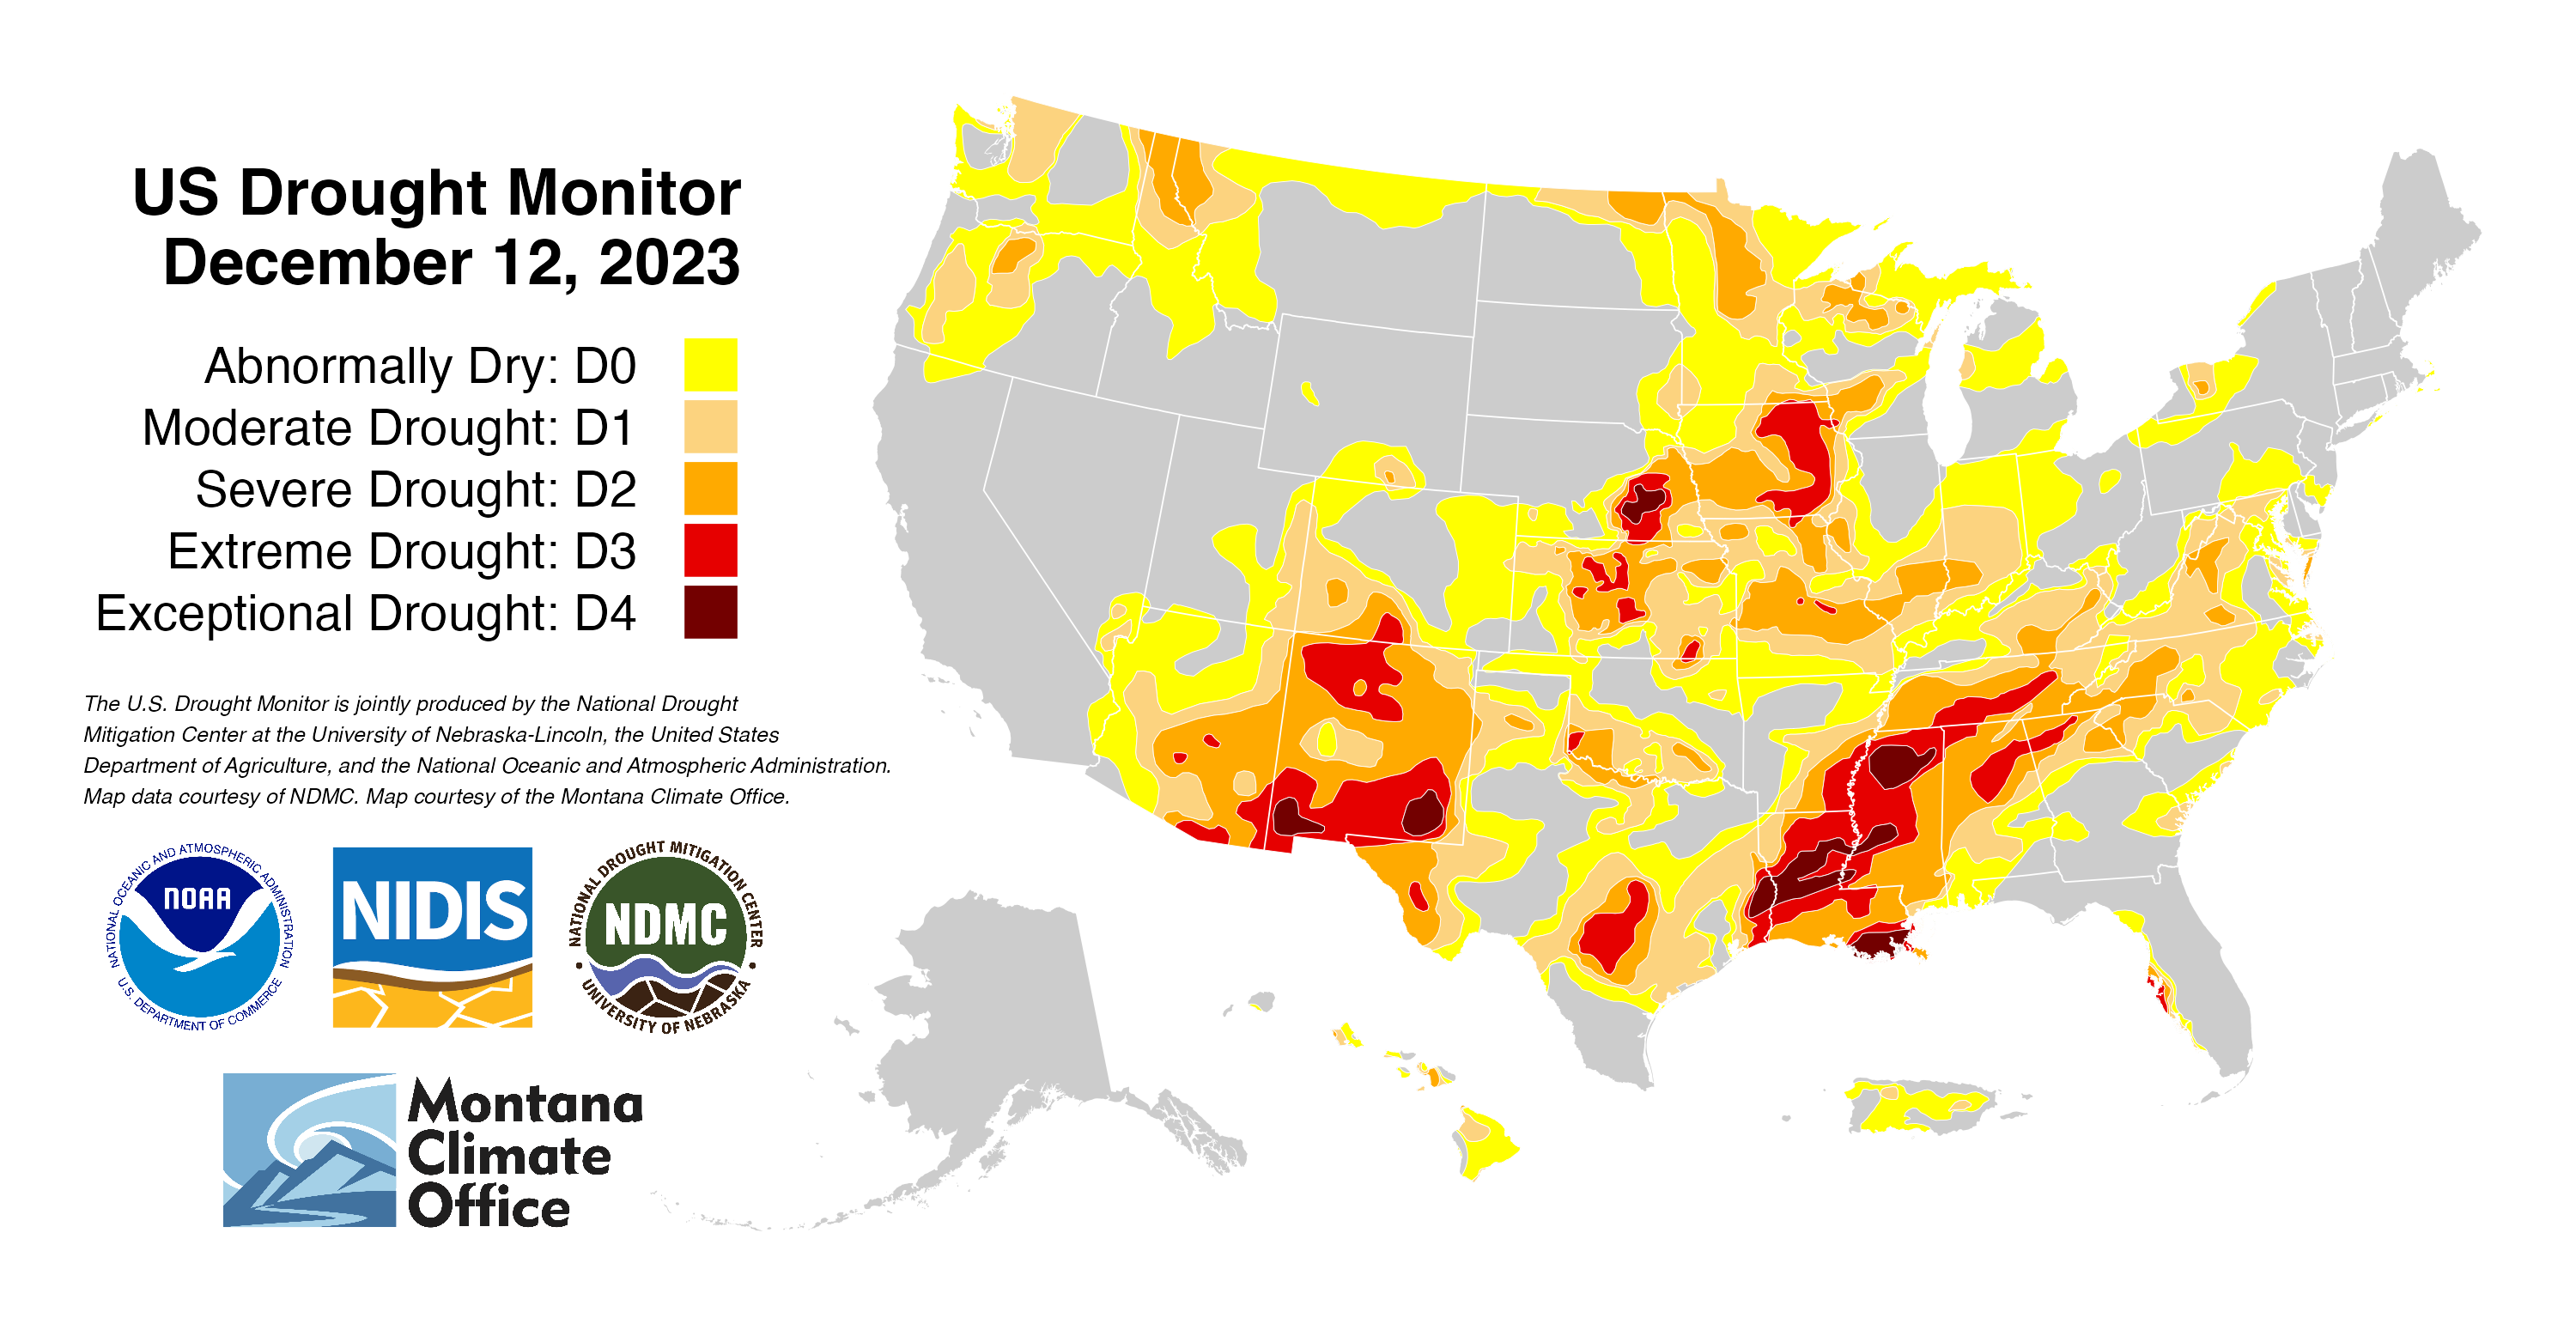 US Drought Monitor
December 12, 2023
Abnormally Dry: D0
Moderate Drought: D1
Severe Drought: D2
Extreme Drought: D3
Exceptional Drought: D4
The U.S. Drought Monitor is jointly produced by the National Drought
Mitigation Center at the University of Nebraska-Lincoln, the United States
Department of Agriculture, and the National Oceanic and Atmospheric Administration.
Map data courtesy of NDMC. Map courtesy of the Montana Climate Office.
NATIONAL OCEANIC AND ATMOSPHERIC ADMINISTRATION
NOAA
U.S. DEPARTMENT OF COMMERCE
NIDIS
NATIONAL DROUGHT MITIGATION CENTER
NDMC
UNIVERSITY OF NEBRASKA
Montana
Climate
Office